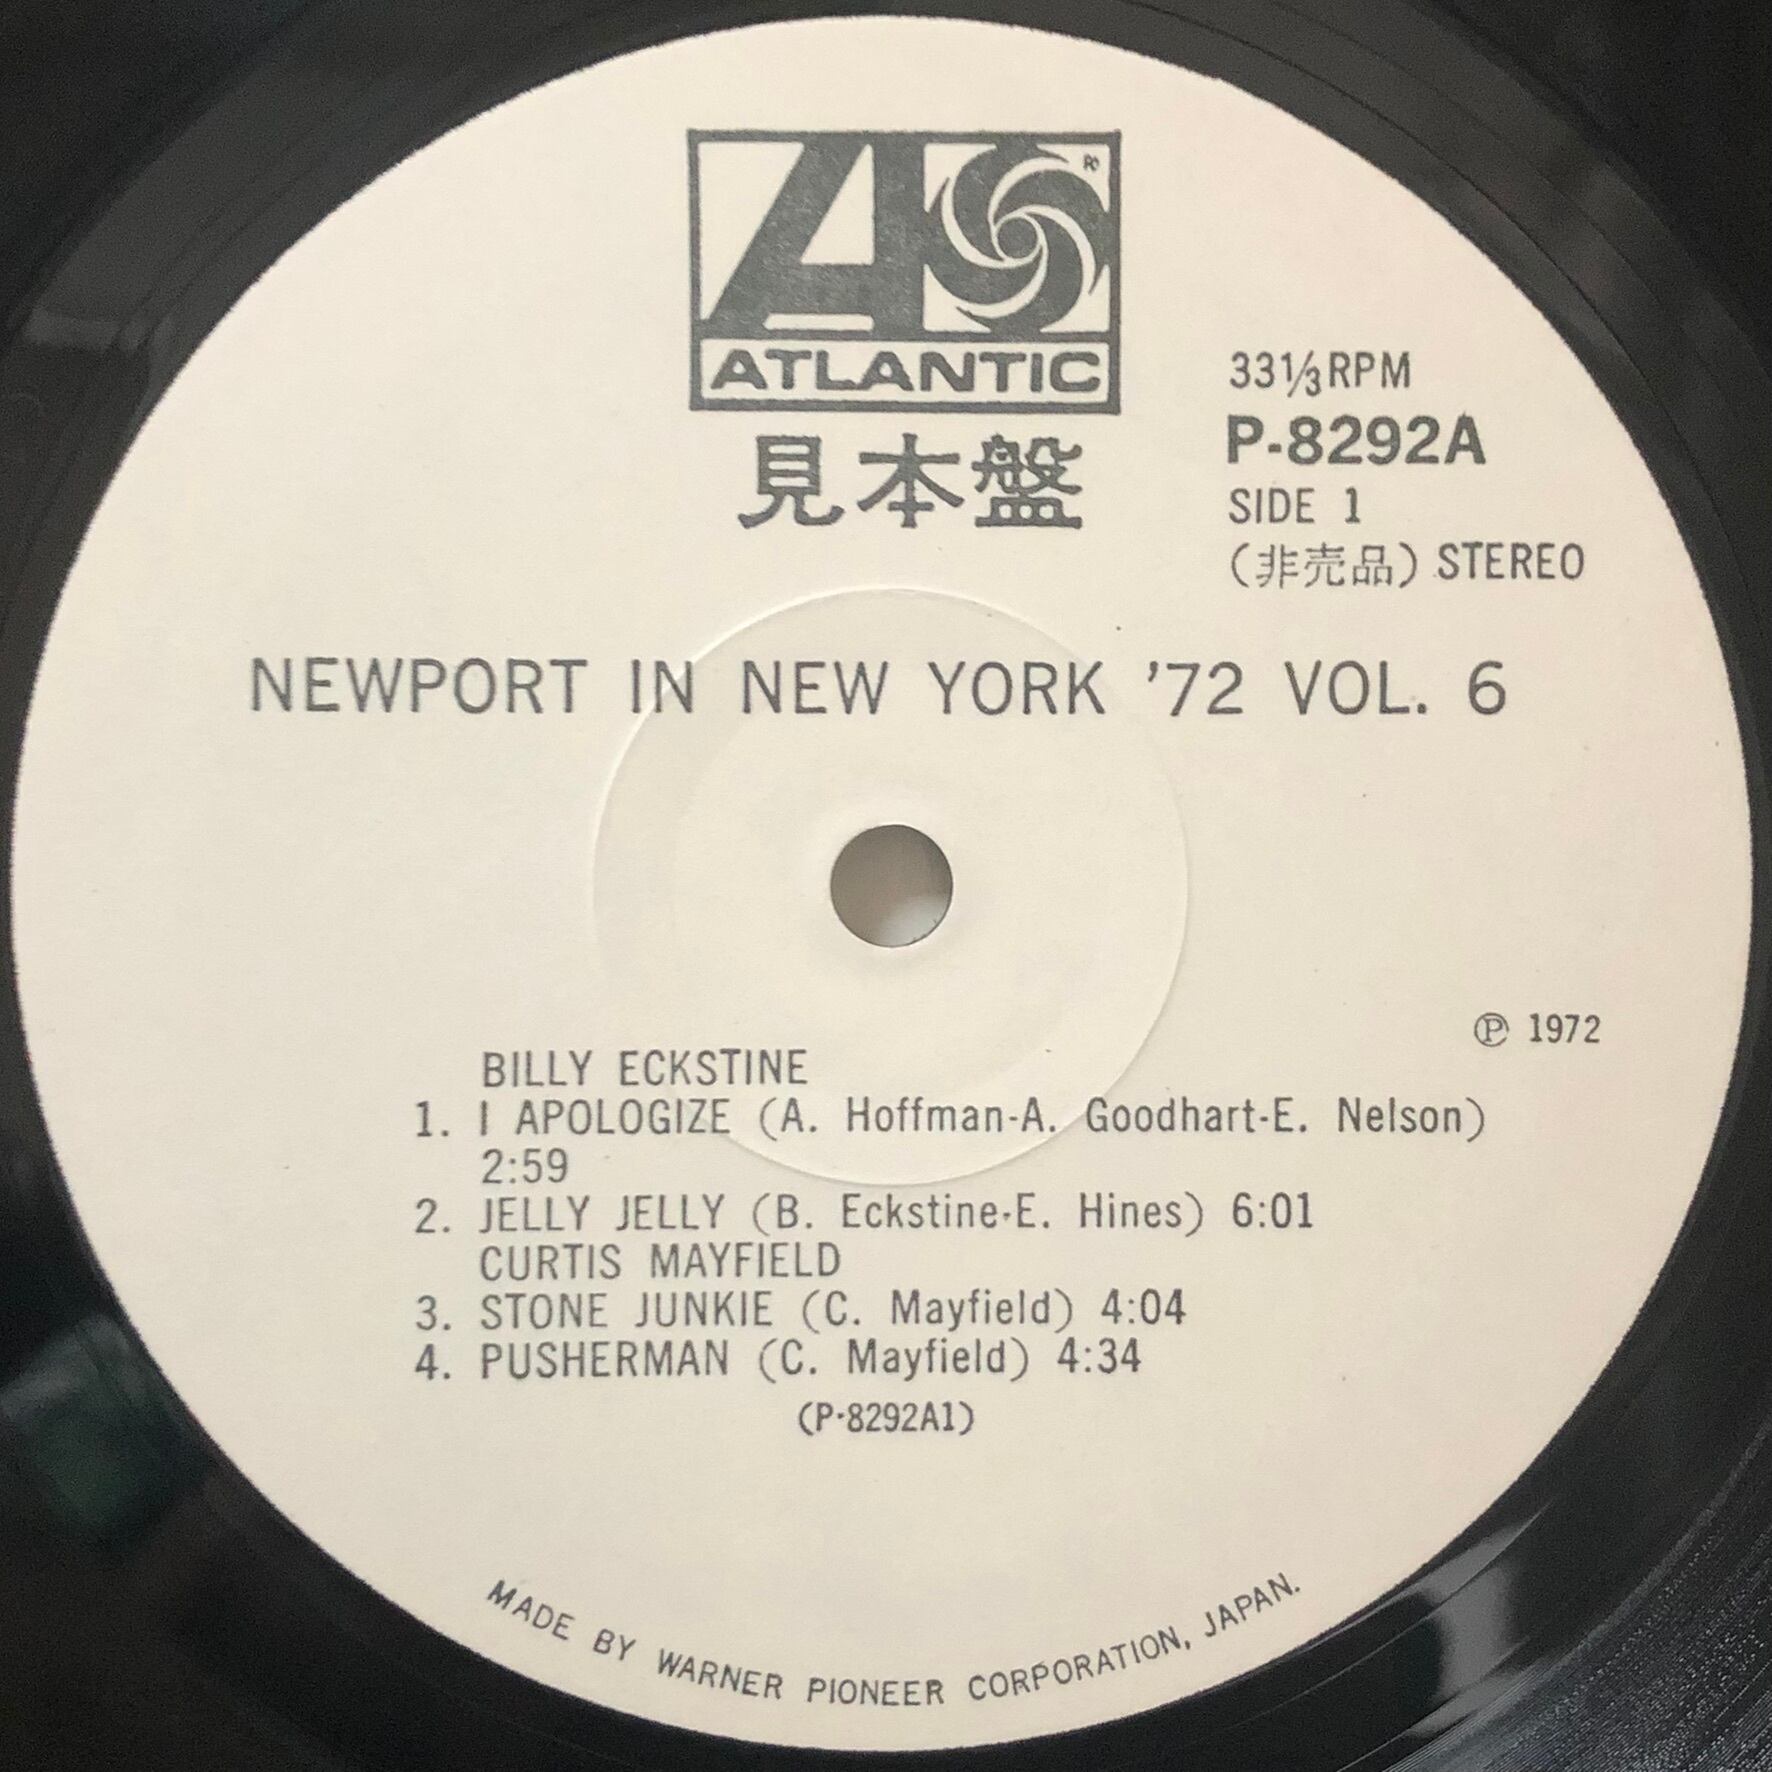 ®
ATLANTIC
見本盤
33⅓RPM
P-8292A
SIDE 1
(非売品) STEREO
NEWPORT IN NEW YORK '72 VOL. 6
℗ 1972
BILLY ECKSTINE
1. I APOLOGIZE (A. Hoffman-A. Goodhart-E. Nelson)
2:59
2. JELLY JELLY (B. Eckstine-E. Hines) 6:01
CURTIS MAYFIELD
3. STONE JUNKIE (C. Mayfield) 4:04
4. PUSHERMAN (C. Mayfield) 4:34
(P-8292A1)
MADE BY WARNER PIONEER CORPORATION, JAPAN.